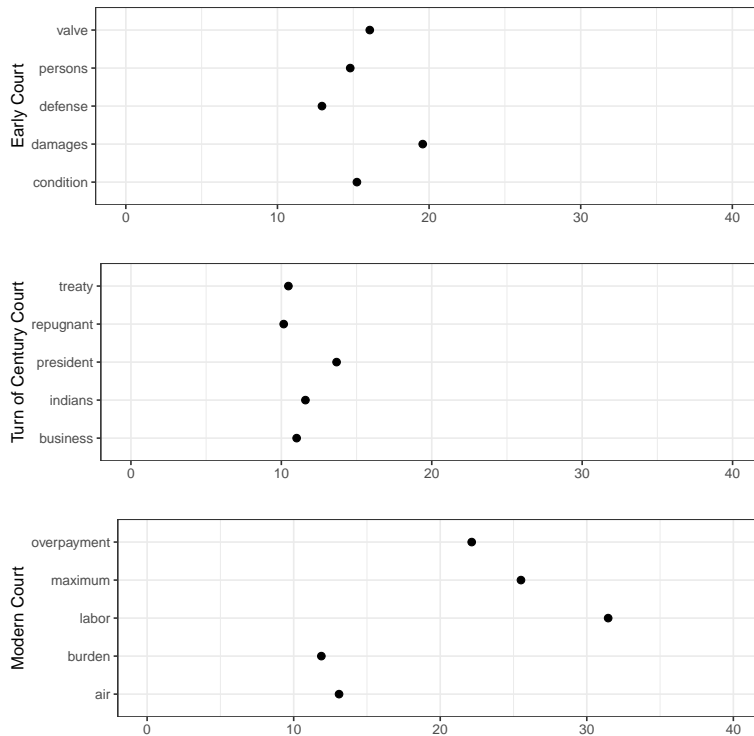 Early Court
valve
persons
defense
damages
condition
0 10 20 30 40
Turn of Century Court
treaty
repugnant
president
indians
business
0 10 20 30 40
Modern Court
overpayment
maximum
labor
burden
air
0 10 20 30 40